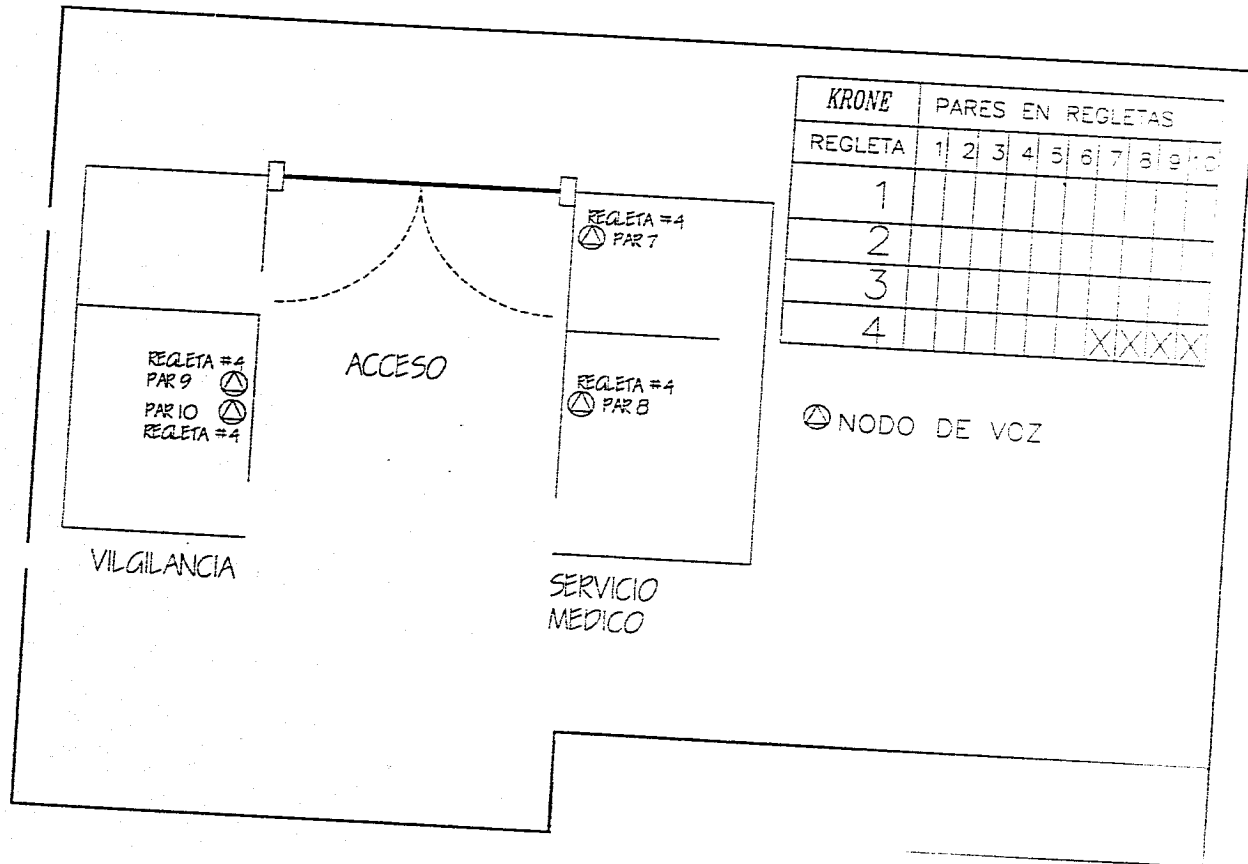 KRONE PARES EN REGLETAS
REGLETA 1 2 3 4 5 6 7 8 9 10
1
2
3
4 X X X X
NODO DE VOZ
REGLETA #4
PAR 7
REGLETA #4
PAR 8
REGLETA #4
PAR 9
PAR 10
REGLETA #4
ACCESO
VILGILANCIA
SERVICIO
MEDICO